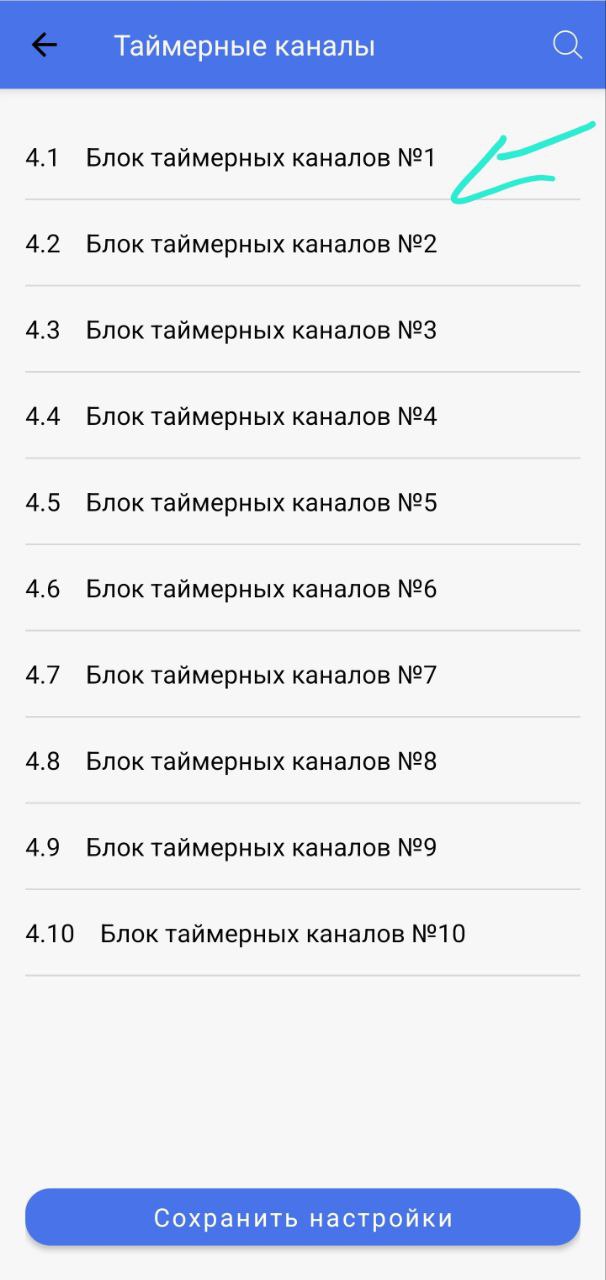 Таймерные каналы
4.1 Блок таймерных каналов №1
4.2 Блок таймерных каналов №2
4.3 Блок таймерных каналов №3
4.4 Блок таймерных каналов №4
4.5 Блок таймерных каналов №5
4.6 Блок таймерных каналов №6
4.7 Блок таймерных каналов №7
4.8 Блок таймерных каналов №8
4.9 Блок таймерных каналов №9
4.10 Блок таймерных каналов №10
Сохранить настройки